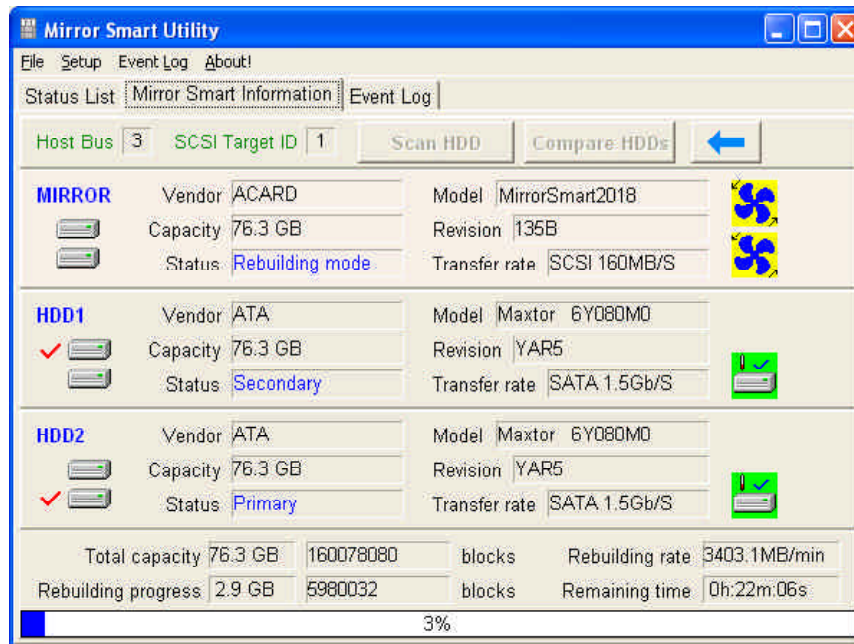 Mirror Smart Utility
File Setup Event Log About!
Status List Mirror Smart Information Event Log
Host Bus 3 SCSI Target ID 1 Scan HDD Compare HDDs
MIRROR Vendor ACARD Model MirrorSmart2018
Capacity 76.3 GB Revision 135B
Status Rebuilding mode Transfer rate SCSI 160MB/S
HDD1 Vendor ATA Model Maxtor 6Y080M0
Capacity 76.3 GB Revision YAR5
Status Secondary Transfer rate SATA 1.5Gb/S
HDD2 Vendor ATA Model Maxtor 6Y080M0
Capacity 76.3 GB Revision YAR5
Status Primary Transfer rate SATA 1.5Gb/S
Total capacity 76.3 GB 160078080 blocks Rebuilding rate 3403.1MB/min
Rebuilding progress 2.9 GB 5980032 blocks Remaining time 0h:22m:06s
3%